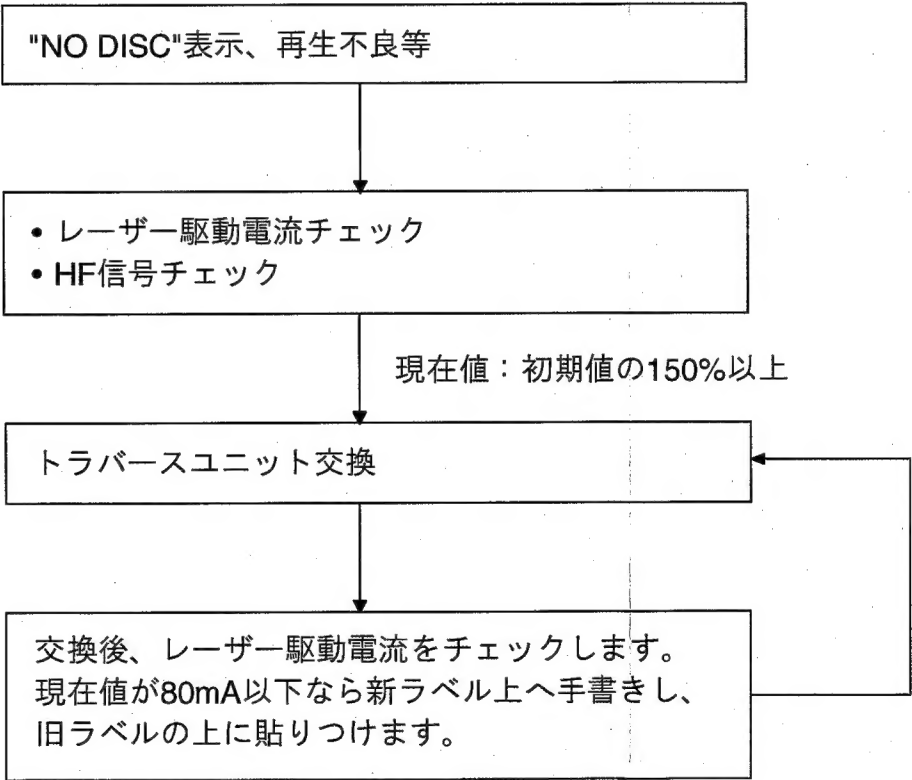 "NO DISC"表示、再生不良等
• レーザー駆動電流チェック
• HF信号チェック
現在値：初期値の150%以上
トラバースユニット交換
交換後、レーザー駆動電流をチェックします。
現在値が80mA以下なら新ラベル上へ手書きし、
旧ラベルの上に貼りつけます。